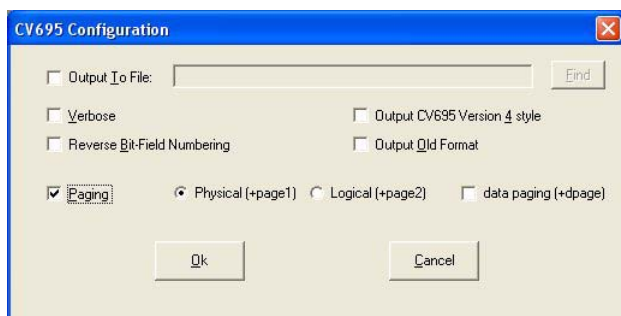 CV695 Configuration
Output To File: Find
Verbose Output CV695 Version 4 style
Reverse Bit-Field Numbering Output Old Format
Paging Physical (+page1) Logical (+page2) data paging (+dpage)
Ok Cancel